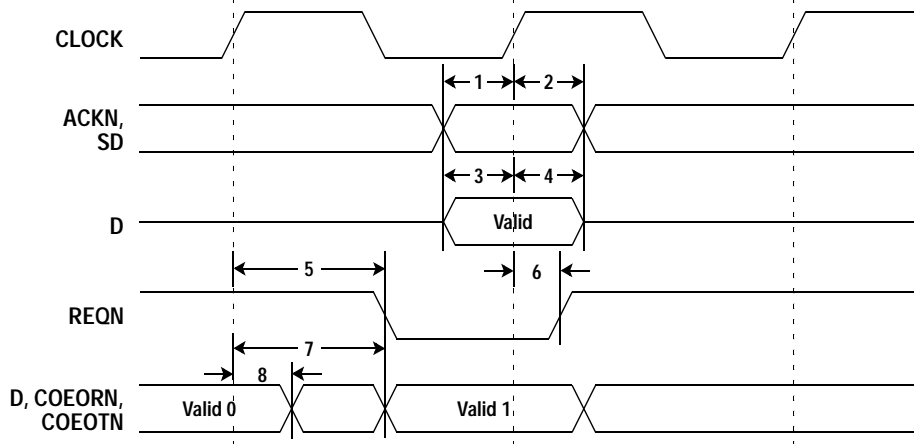 CLOCK
1 2
ACKN,
SD
3 4
D Valid
5
6
REQN
7
8
D, COEORN,
COEOTN
Valid 0 Valid 1